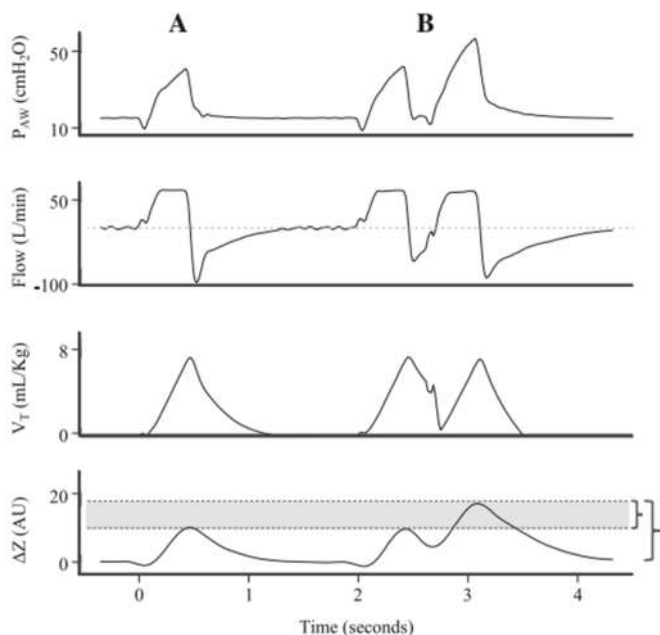 A B
50
10
P_AW (cmH₂O)
50
-100
Flow (L/min)
8
0
V_T (mL/Kg)
20
0
ΔZ (AU)
0 1 2 3 4
Time (seconds)